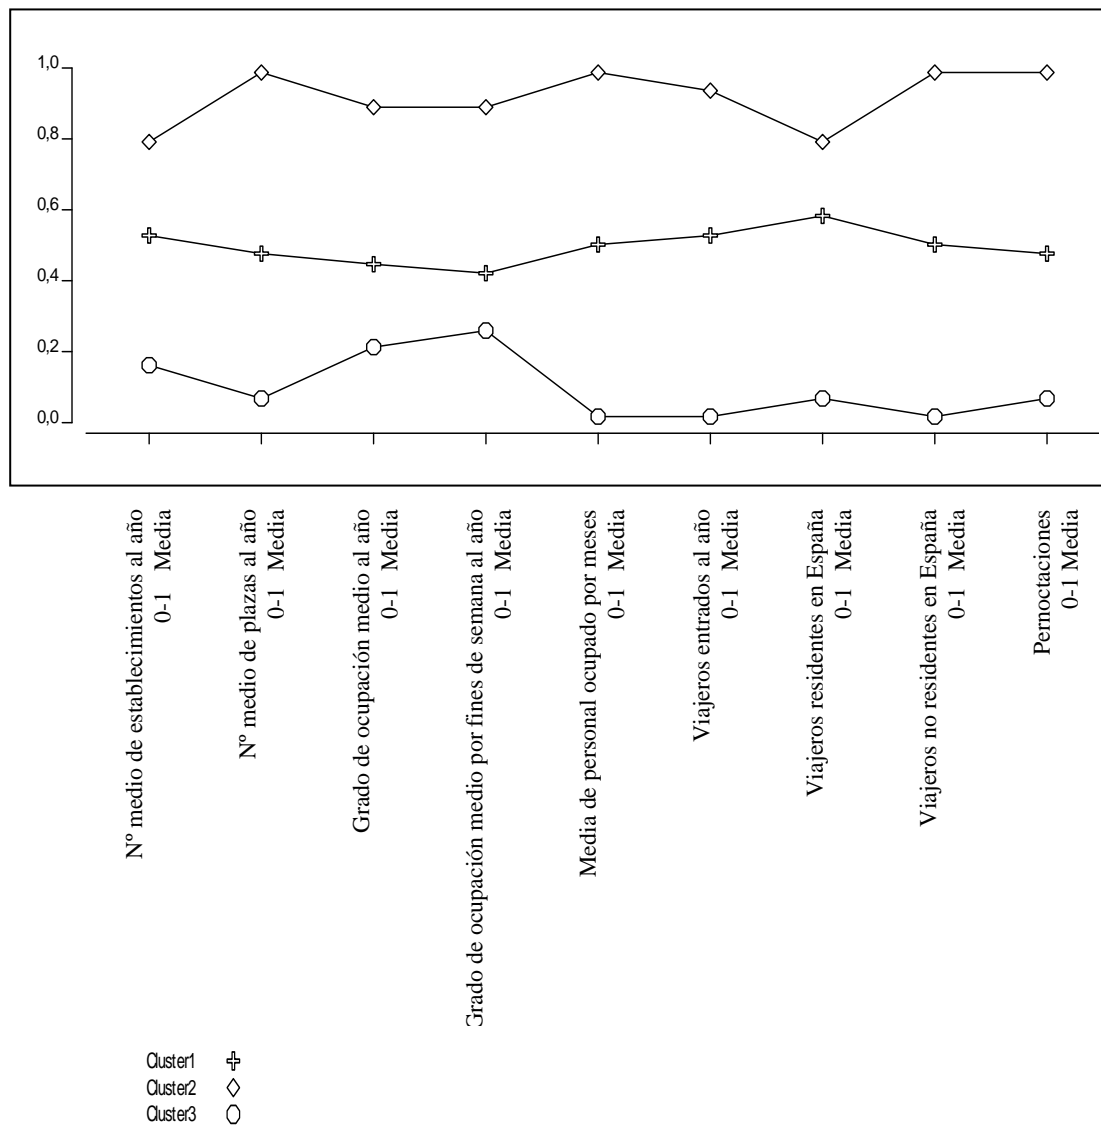 1,0
0,8
0,6
0,4
0,2
0,0
Nº medio de establecimientos al año
0-1 Media
Nº medio de plazas al año
0-1 Media
Grado de ocupación medio al año
0-1 Media
Grado de ocupación medio por fines de semana al año
0-1 Media
Media de personal ocupado por meses
0-1 Media
Viajeros entrados al año
0-1 Media
Viajeros residentes en España
0-1 Media
Viajeros no residentes en España
0-1 Media
Pernoctaciones
0-1 Media
Cluster1
Cluster2
Cluster3